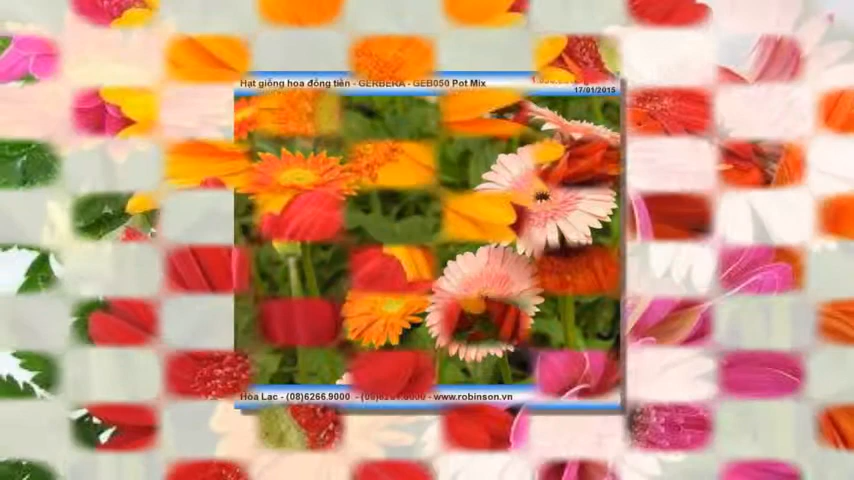 Hạt giống hoa đồng tiền - GERBERA - GEB050 Pot Mix
17/01/2015
Hoa Lac - (08)6266.9000 - www.robinson.vn